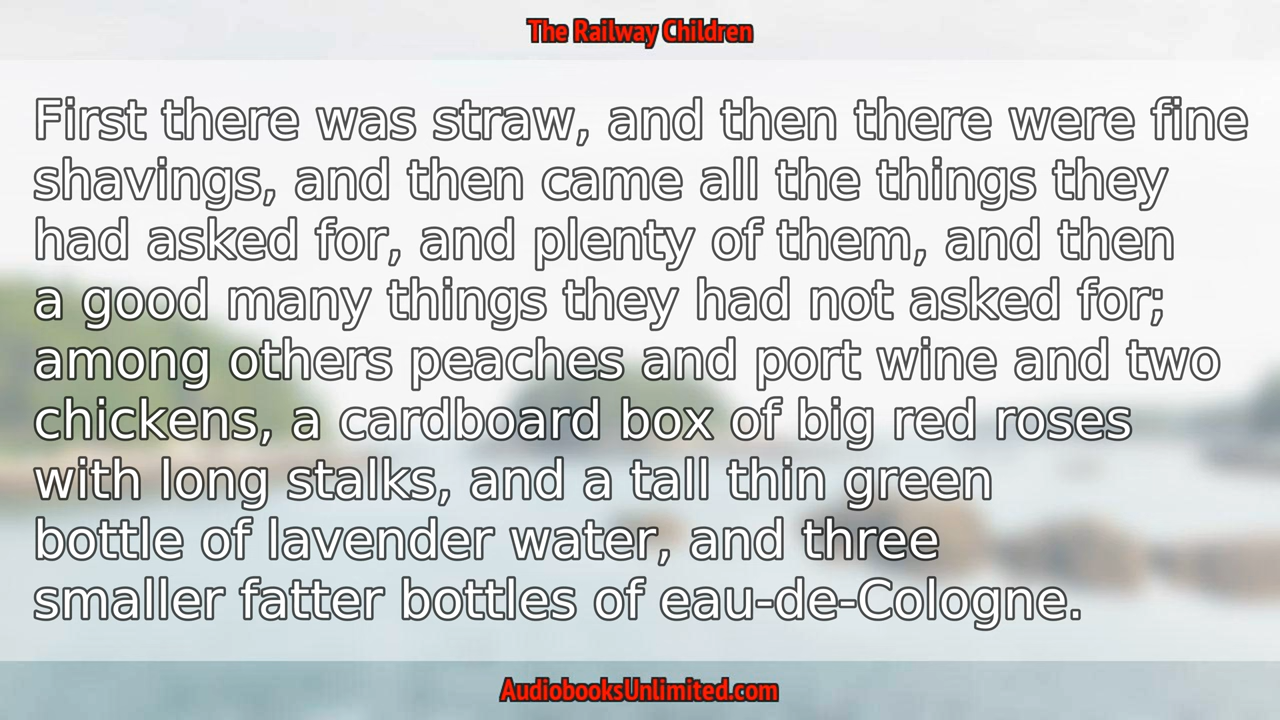 The Railway Children
First there was straw, and then there were fine
shavings, and then came all the things they
had asked for, and plenty of them, and then
a good many things they had not asked for;
among others peaches and port wine and two
chickens, a cardboard box of big red roses
with long stalks, and a tall thin green
bottle of lavender water, and three
smaller fatter bottles of eau-de-Cologne.
AudiobooksUnlimited.com